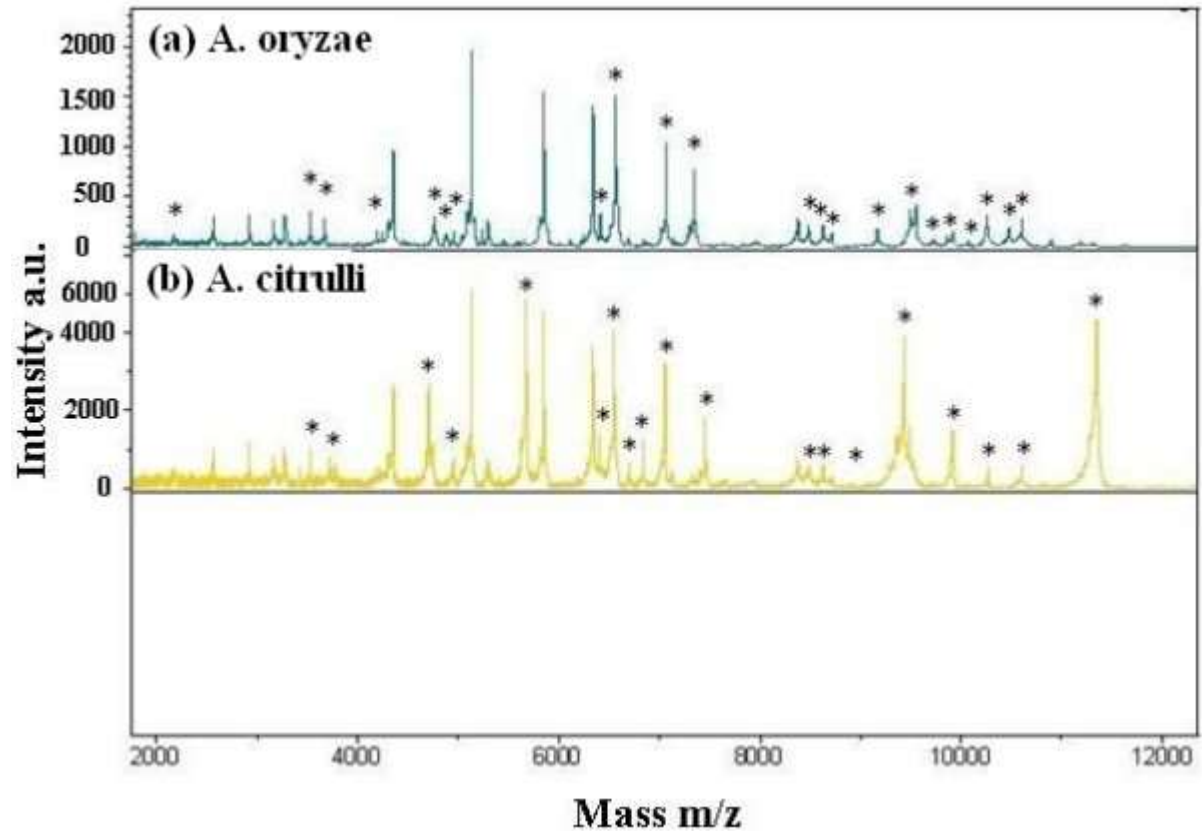 (a) A. oryzae
2000
1500
1000
500
0
* * * * * * * * * * * * * * * * * * * * * * *
(b) A. citrulli
6000
4000
2000
0
* * * * * * * * * * * * * * * * * * *
Intensity a.u.
2000 4000 6000 8000 10000 12000
Mass m/z